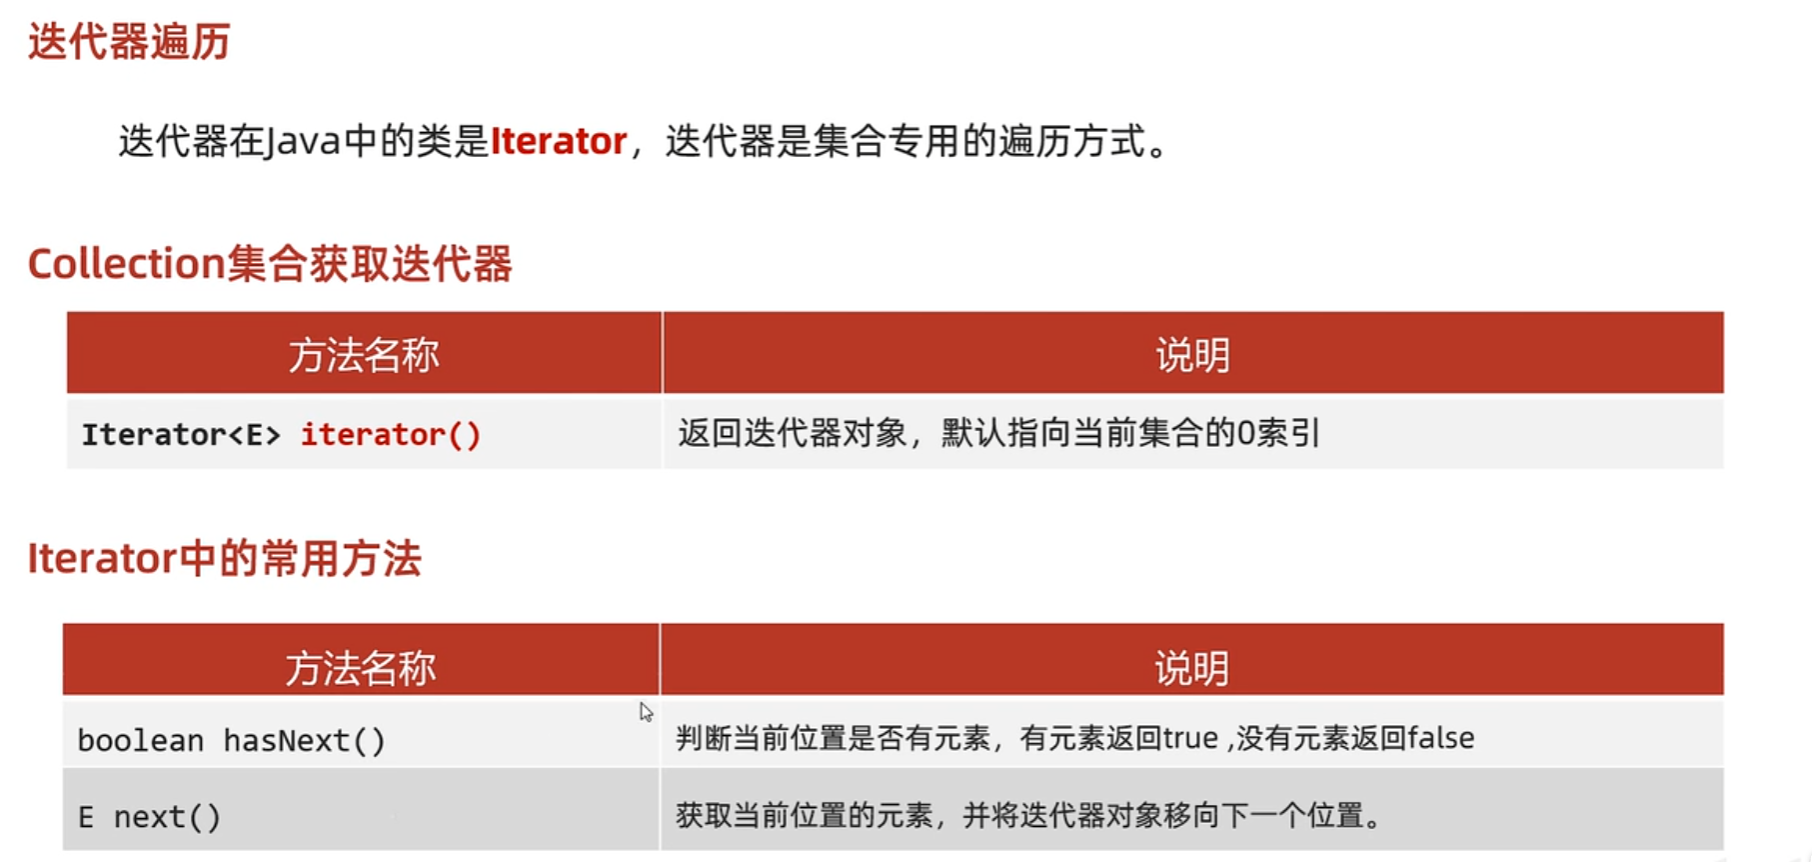 迭代器遍历
迭代器在Java中的类是Iterator，迭代器是集合专用的遍历方式。
Collection集合获取迭代器
方法名称 说明
Iterator<E> iterator() 返回迭代器对象，默认指向当前集合的0索引
Iterator中的常用方法
方法名称 说明
boolean hasNext() 判断当前位置是否有元素，有元素返回true ,没有元素返回false
E next() 获取当前位置的元素，并将迭代器对象移向下一个位置。